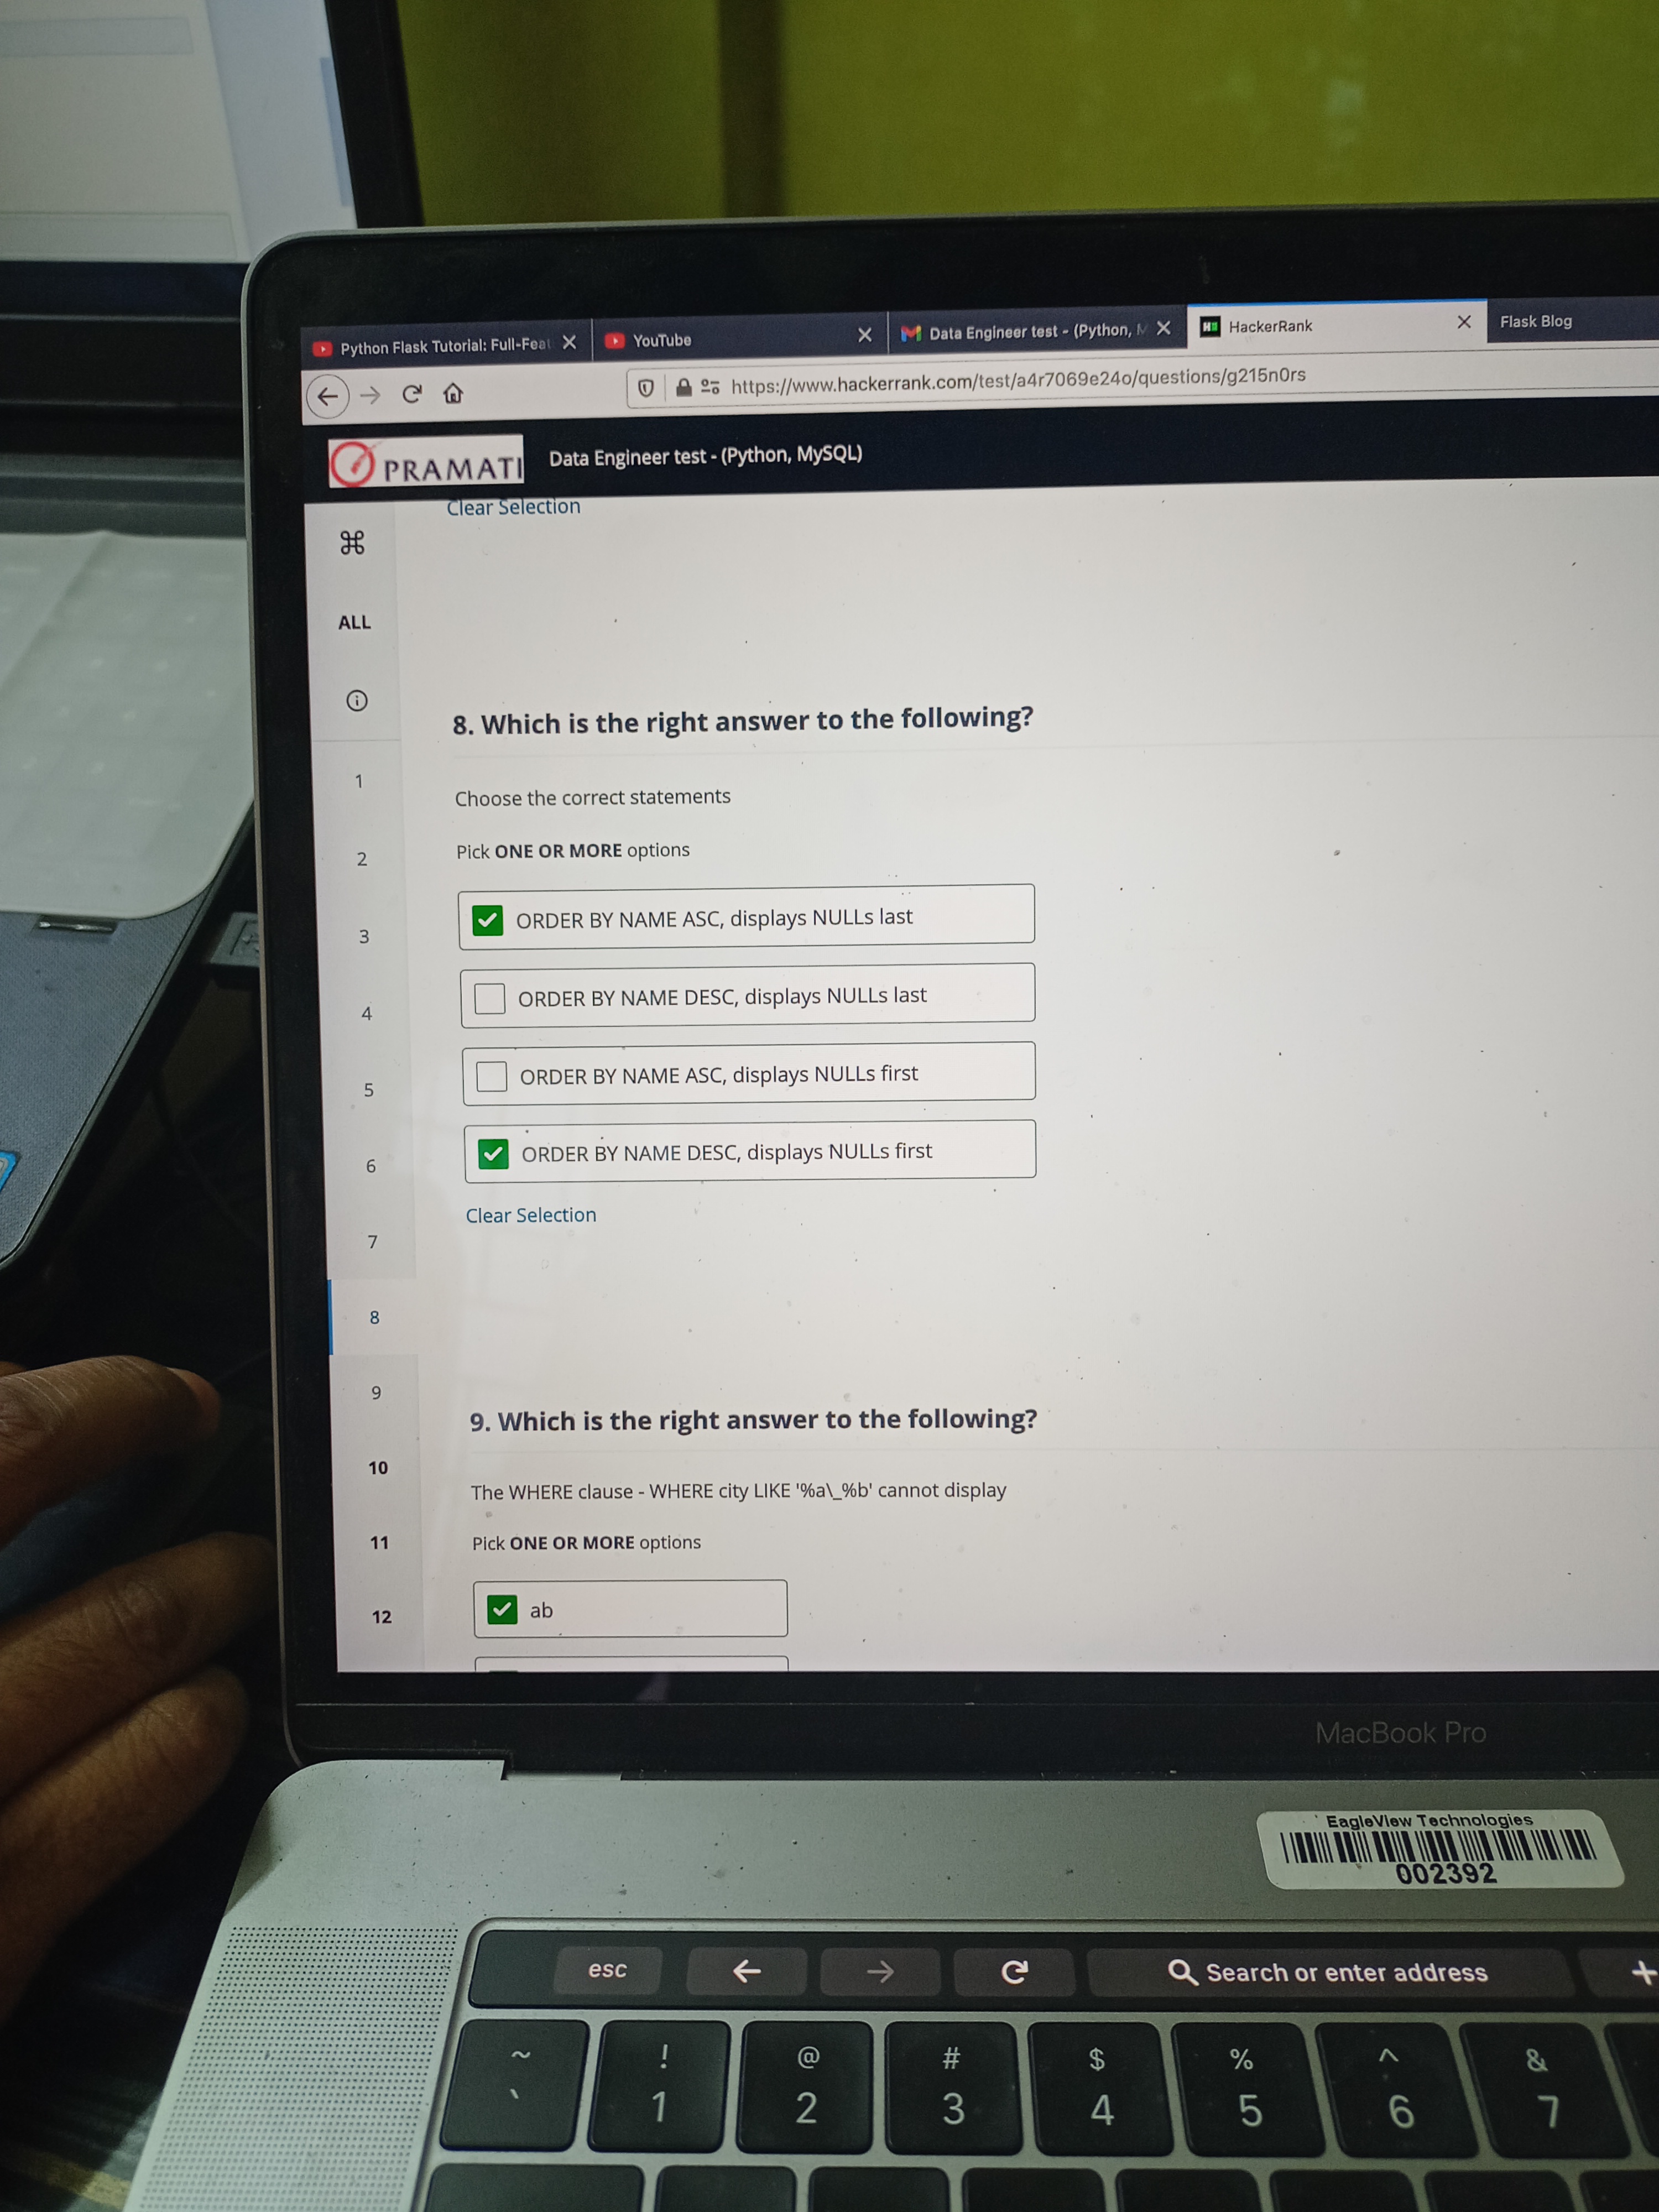 Python Flask Tutorial: Full-Feat
YouTube
Data Engineer test - (Python, M
HackerRank
Flask Blog
https://www.hackerrank.com/test/a4r7069e24o/questions/g215n0rs
PRAMATI
Data Engineer test - (Python, MySQL)
Clear Selection
ALL
8. Which is the right answer to the following?
1
Choose the correct statements
2
Pick ONE OR MORE options
3
ORDER BY NAME ASC, displays NULLs last
4
ORDER BY NAME DESC, displays NULLs last
5
ORDER BY NAME ASC, displays NULLs first
6
ORDER BY NAME DESC, displays NULLs first
Clear Selection
7
8
9
9. Which is the right answer to the following?
10
The WHERE clause - WHERE city LIKE '%a\_%b' cannot display
11
Pick ONE OR MORE options
12
ab
MacBook Pro
EagleView Technologies
002392
esc
Search or enter address
~ ! @ # $ % ^ &
` 1 2 3 4 5 6 7